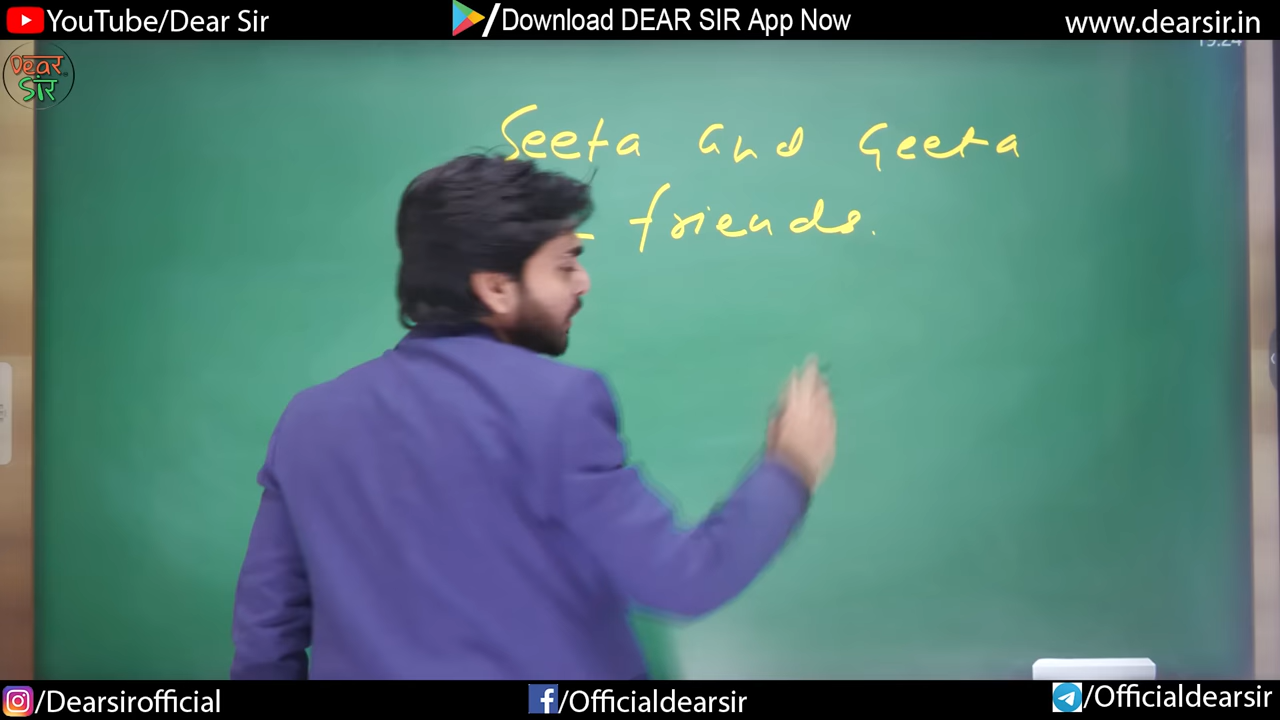 YouTube/Dear Sir
/Download DEAR SIR App Now
www.dearsir.in
Dear
Sir
Seeta and Geeta
friends.
/Dearsirofficial
/Officialdearsir
/Officialdearsir